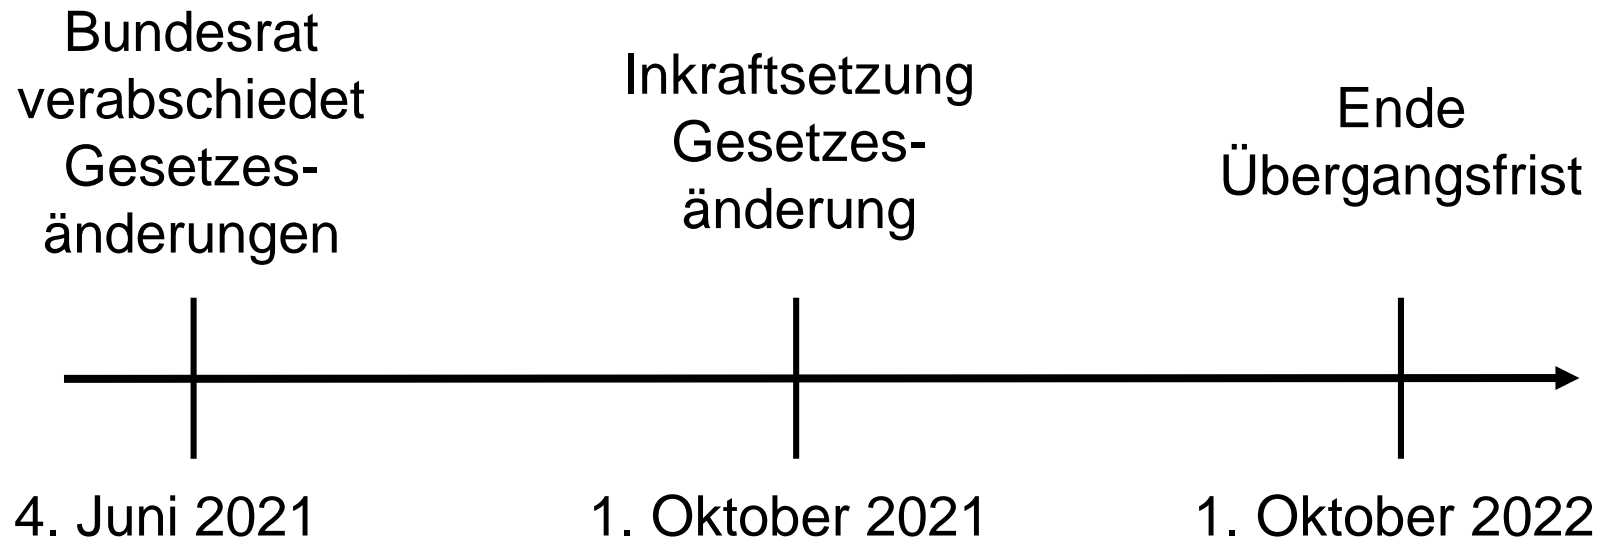 Bundesrat
verabschiedet
Gesetzes-
änderungen
Inkraftsetzung
Gesetzes-
änderung
Ende
Übergangsfrist
4. Juni 2021
1. Oktober 2021
1. Oktober 2022